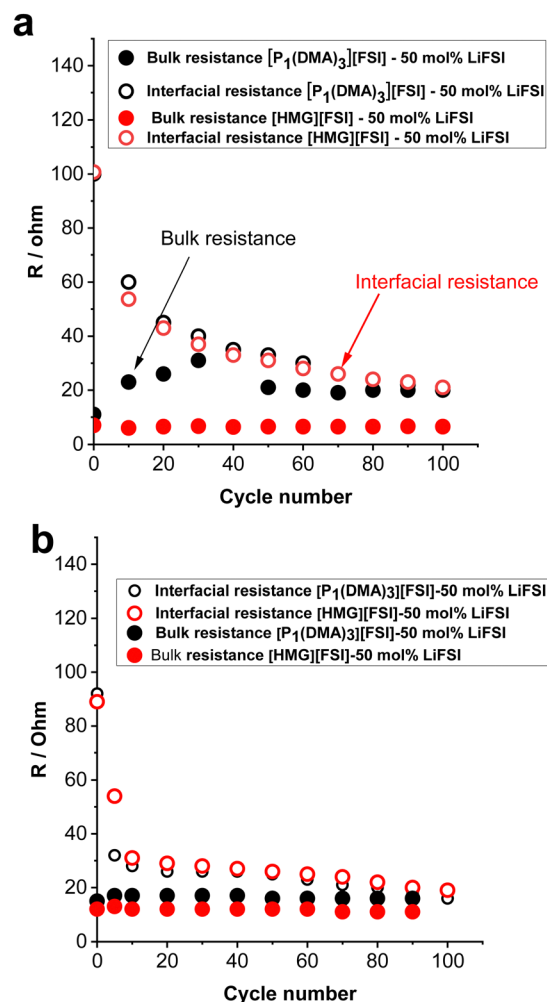 a
140
120
100
80
60
40
20
0
R / ohm
Bulk resistance [P₁(DMA)₃][FSI] - 50 mol% LiFSI
Interfacial resistance [P₁(DMA)₃][FSI] - 50 mol% LiFSI
Bulk resistance [HMG][FSI] - 50 mol% LiFSI
Interfacial resistance [HMG][FSI] - 50 mol% LiFSI
Bulk resistance
Interfacial resistance
0 20 40 60 80 100
Cycle number
b
140
120
100
80
60
40
20
0
R / Ohm
Interfacial resistance [P₁(DMA)₃][FSI]-50 mol% LiFSI
Interfacial resistance [HMG][FSI]-50 mol% LiFSI
Bulk resistance [P₁(DMA)₃][FSI]-50 mol% LiFSI
Bulk resistance [HMG][FSI]-50 mol% LiFSI
0 20 40 60 80 100
Cycle number